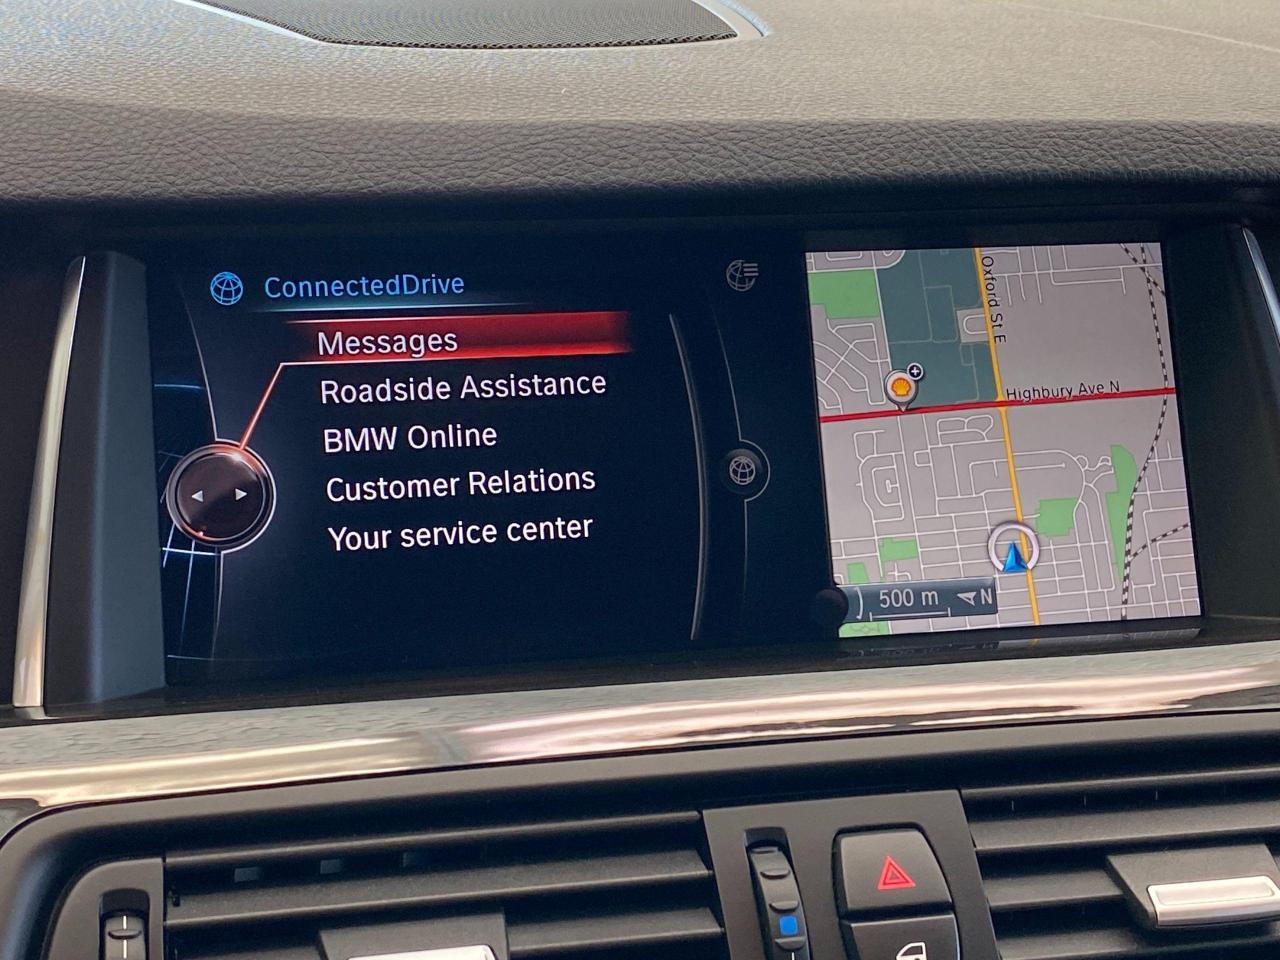 ConnectedDrive
Messages
Roadside Assistance
BMW Online
Customer Relations
Your service center
Oxford St E
Highbury Ave N
500 m
N